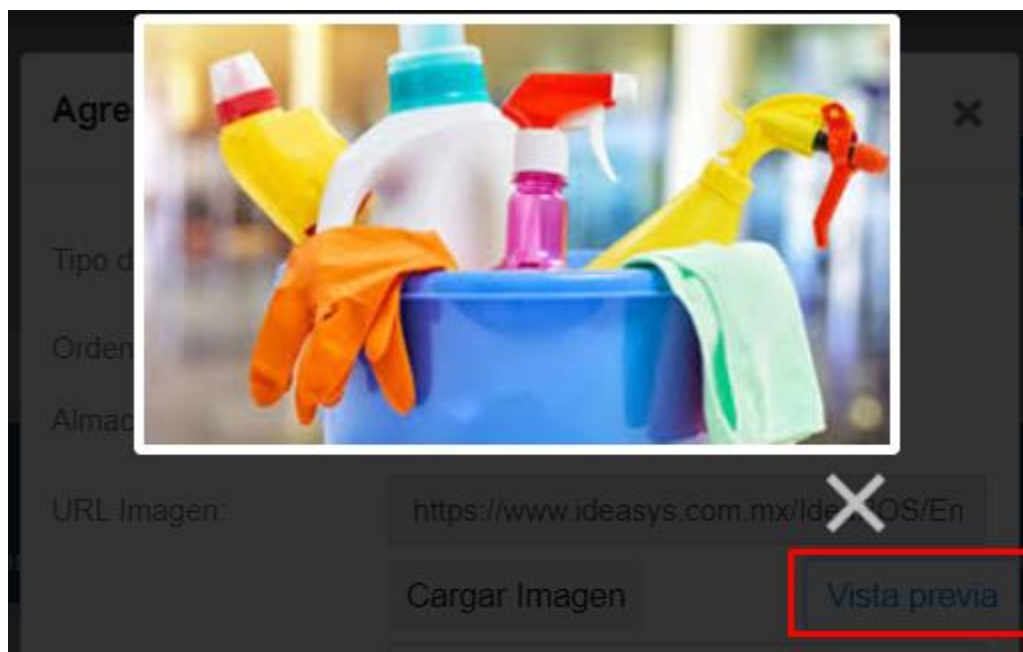 Agre
Tipo d
Orden
Almac
URL Imagen:
https://www.ideasys.com.mx/Ide
OS/En
Cargar Imagen
Vista previa